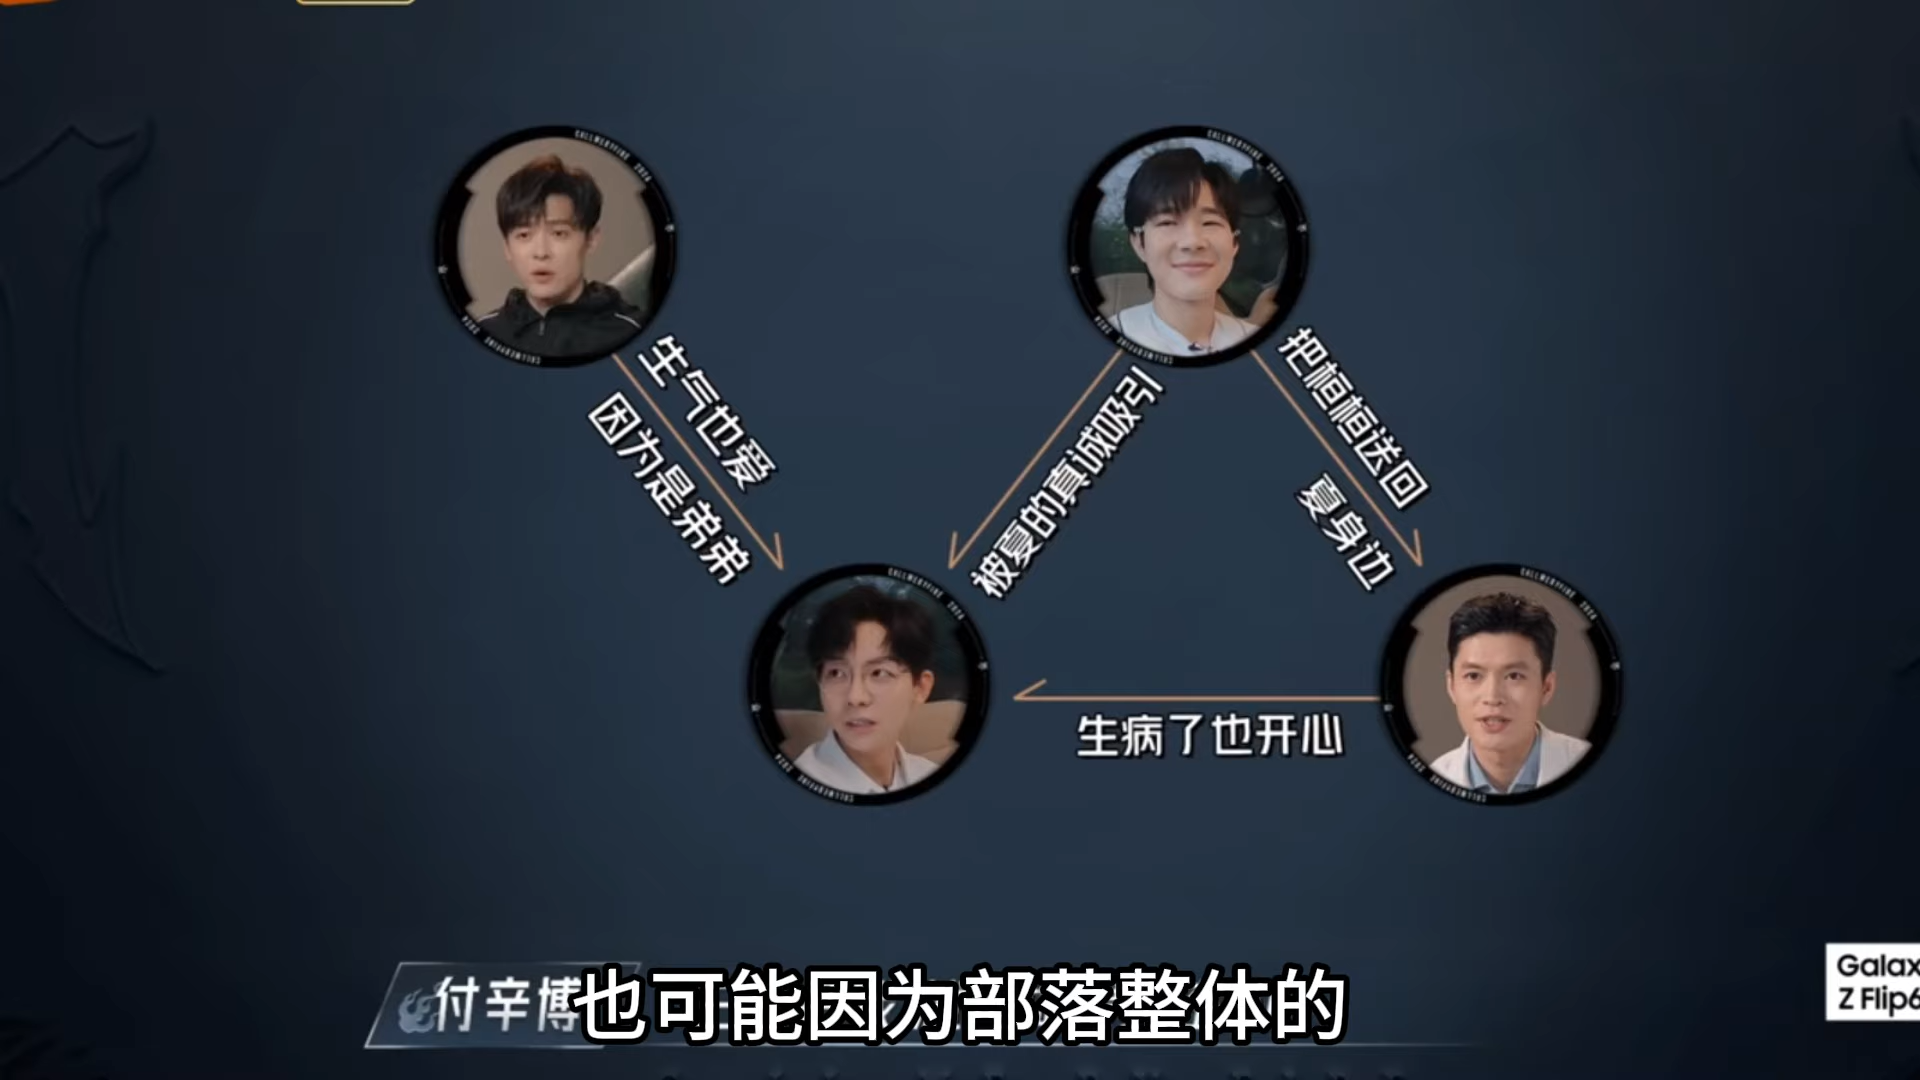 生气也爱
因为是弟弟
被夏的真诚吸引
把桓桓送回
夏身边
生病了也开心
付辛博
也可能因为部落整体的
Galax
Z Flip6